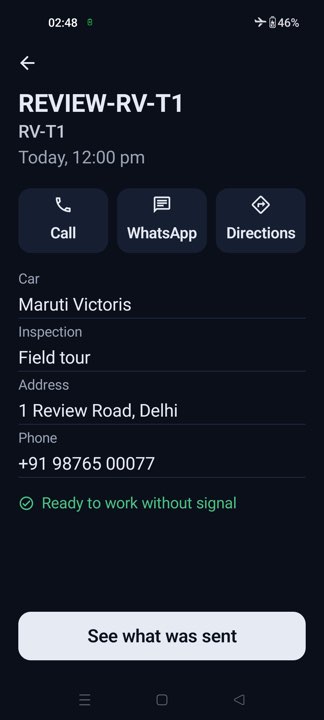 02:48
46%
REVIEW-RV-T1
RV-T1
Today, 12:00 pm
Call
WhatsApp
Directions
Car
Maruti Victoris
Inspection
Field tour
Address
1 Review Road, Delhi
Phone
+91 98765 00077
Ready to work without signal
See what was sent